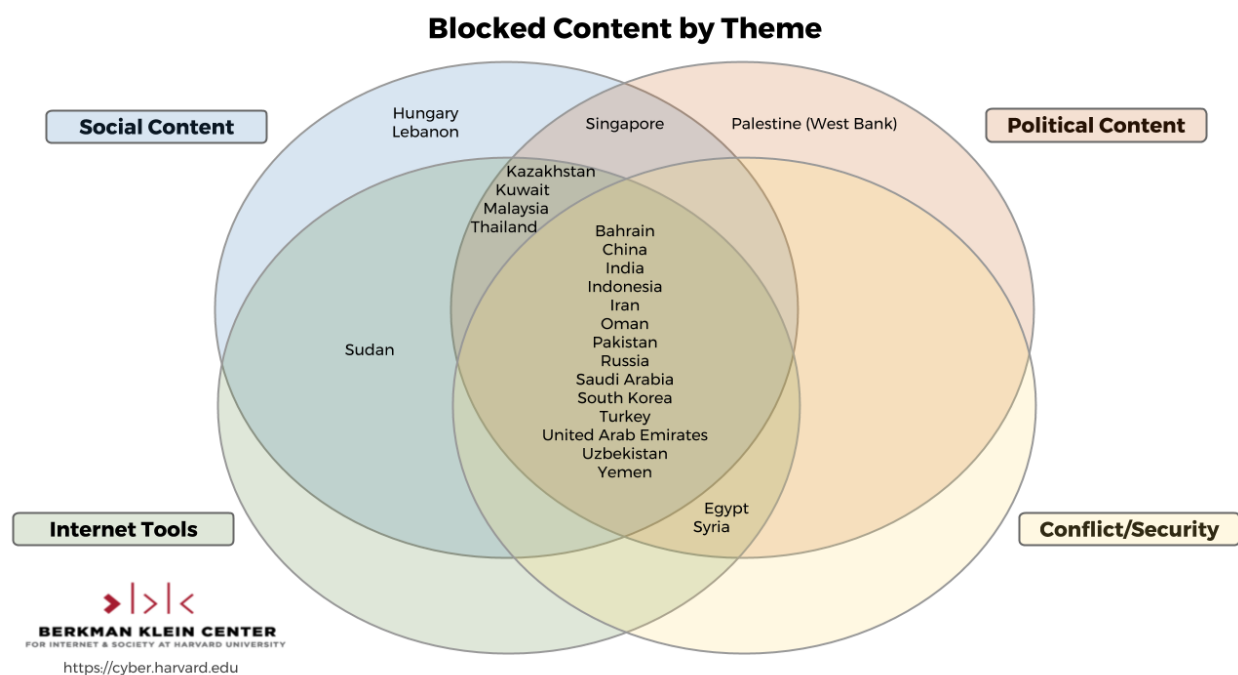 Blocked Content by Theme
Social Content
Hungary
Lebanon
Singapore
Palestine (West Bank)
Political Content
Kazakhstan
Kuwait
Malaysia
Thailand
Bahrain
China
India
Indonesia
Iran
Oman
Pakistan
Russia
Saudi Arabia
South Korea
Turkey
United Arab Emirates
Uzbekistan
Yemen
Sudan
Egypt
Syria
Internet Tools
Conflict/Security
BERKMAN KLEIN CENTER
FOR INTERNET & SOCIETY AT HARVARD UNIVERSITY
https://cyber.harvard.edu